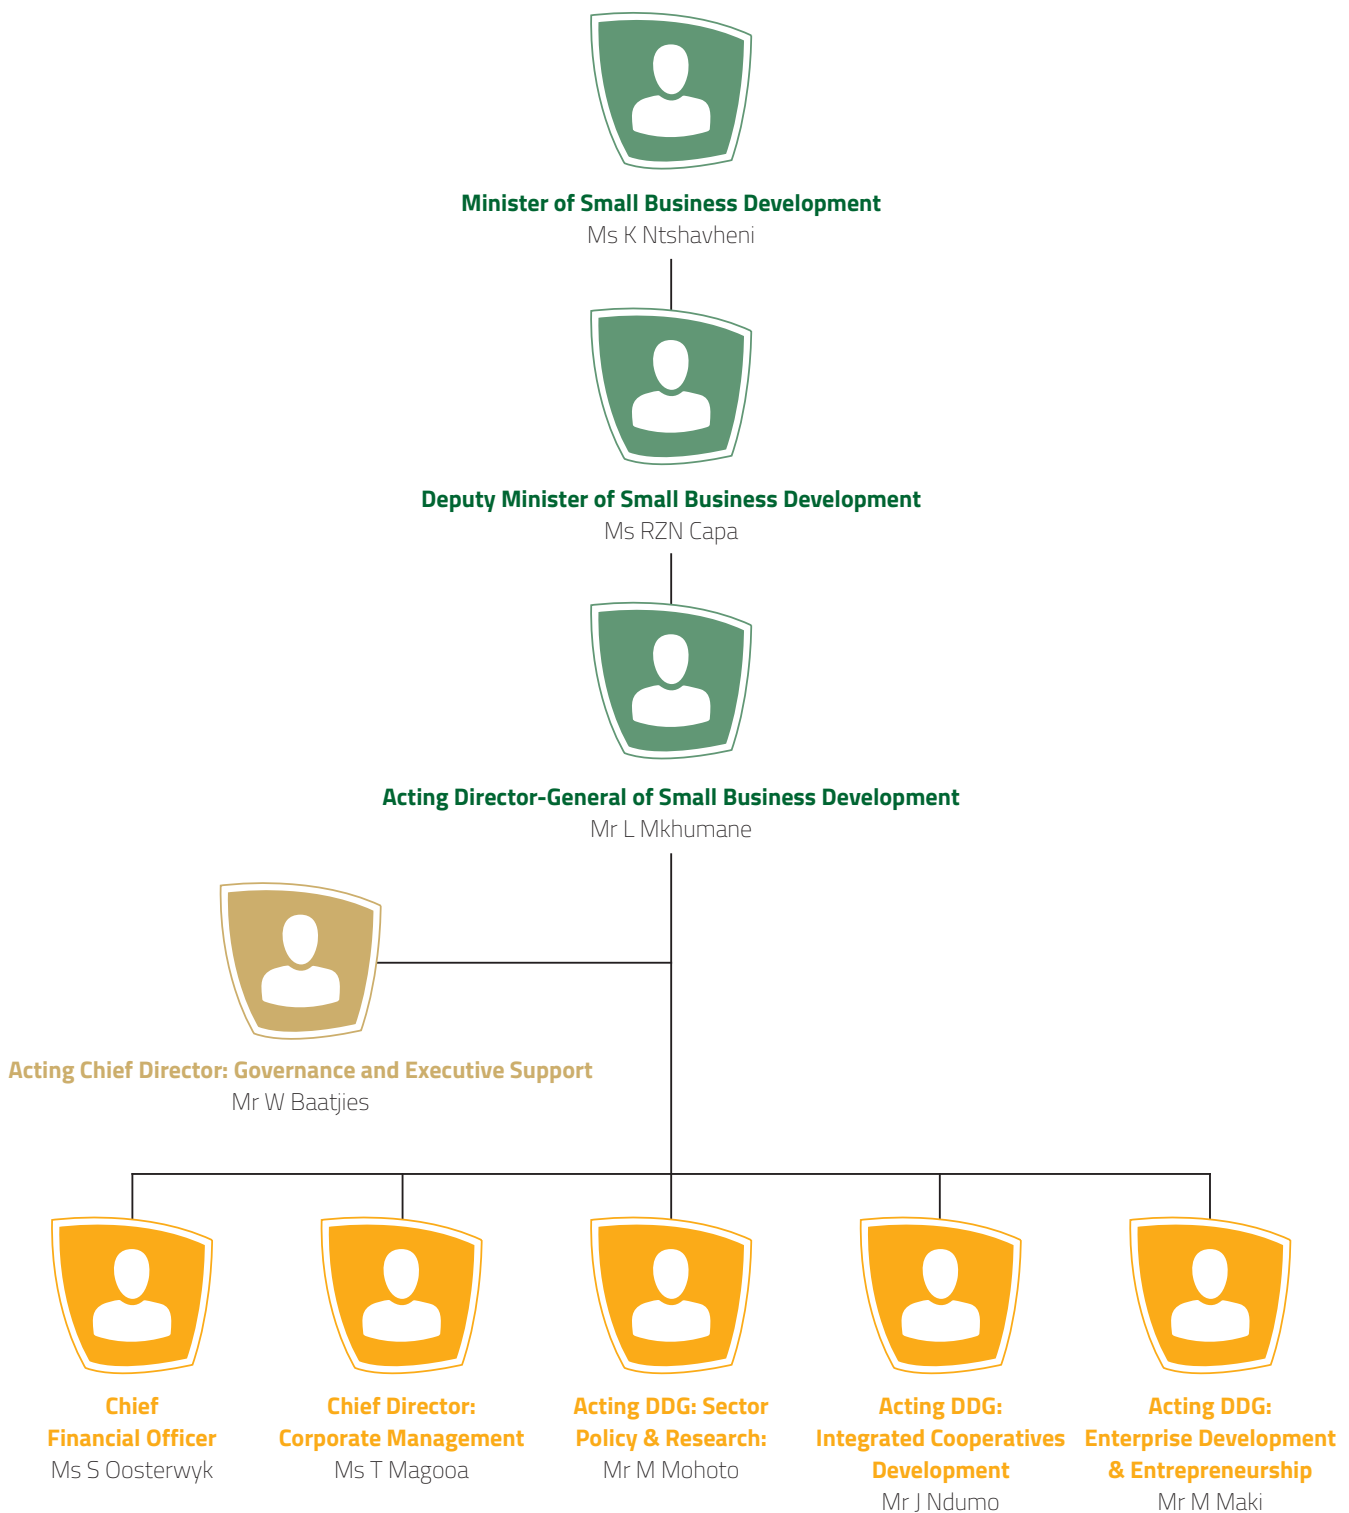 Minister of Small Business Development
Ms K Ntshavheni
Deputy Minister of Small Business Development
Ms RZN Capa
Acting Director-General of Small Business Development
Mr L Mkhumane
Acting Chief Director: Governance and Executive Support
Mr W Baatjies
Chief
Financial Officer
Ms S Oosterwyk
Chief Director:
Corporate Management
Ms T Magooa
Acting DDG: Sector
Policy & Research:
Mr M Mohoto
Acting DDG:
Integrated Cooperatives
Development
Mr J Ndumo
Acting DDG:
Enterprise Development
& Entrepreneurship
Mr M Maki